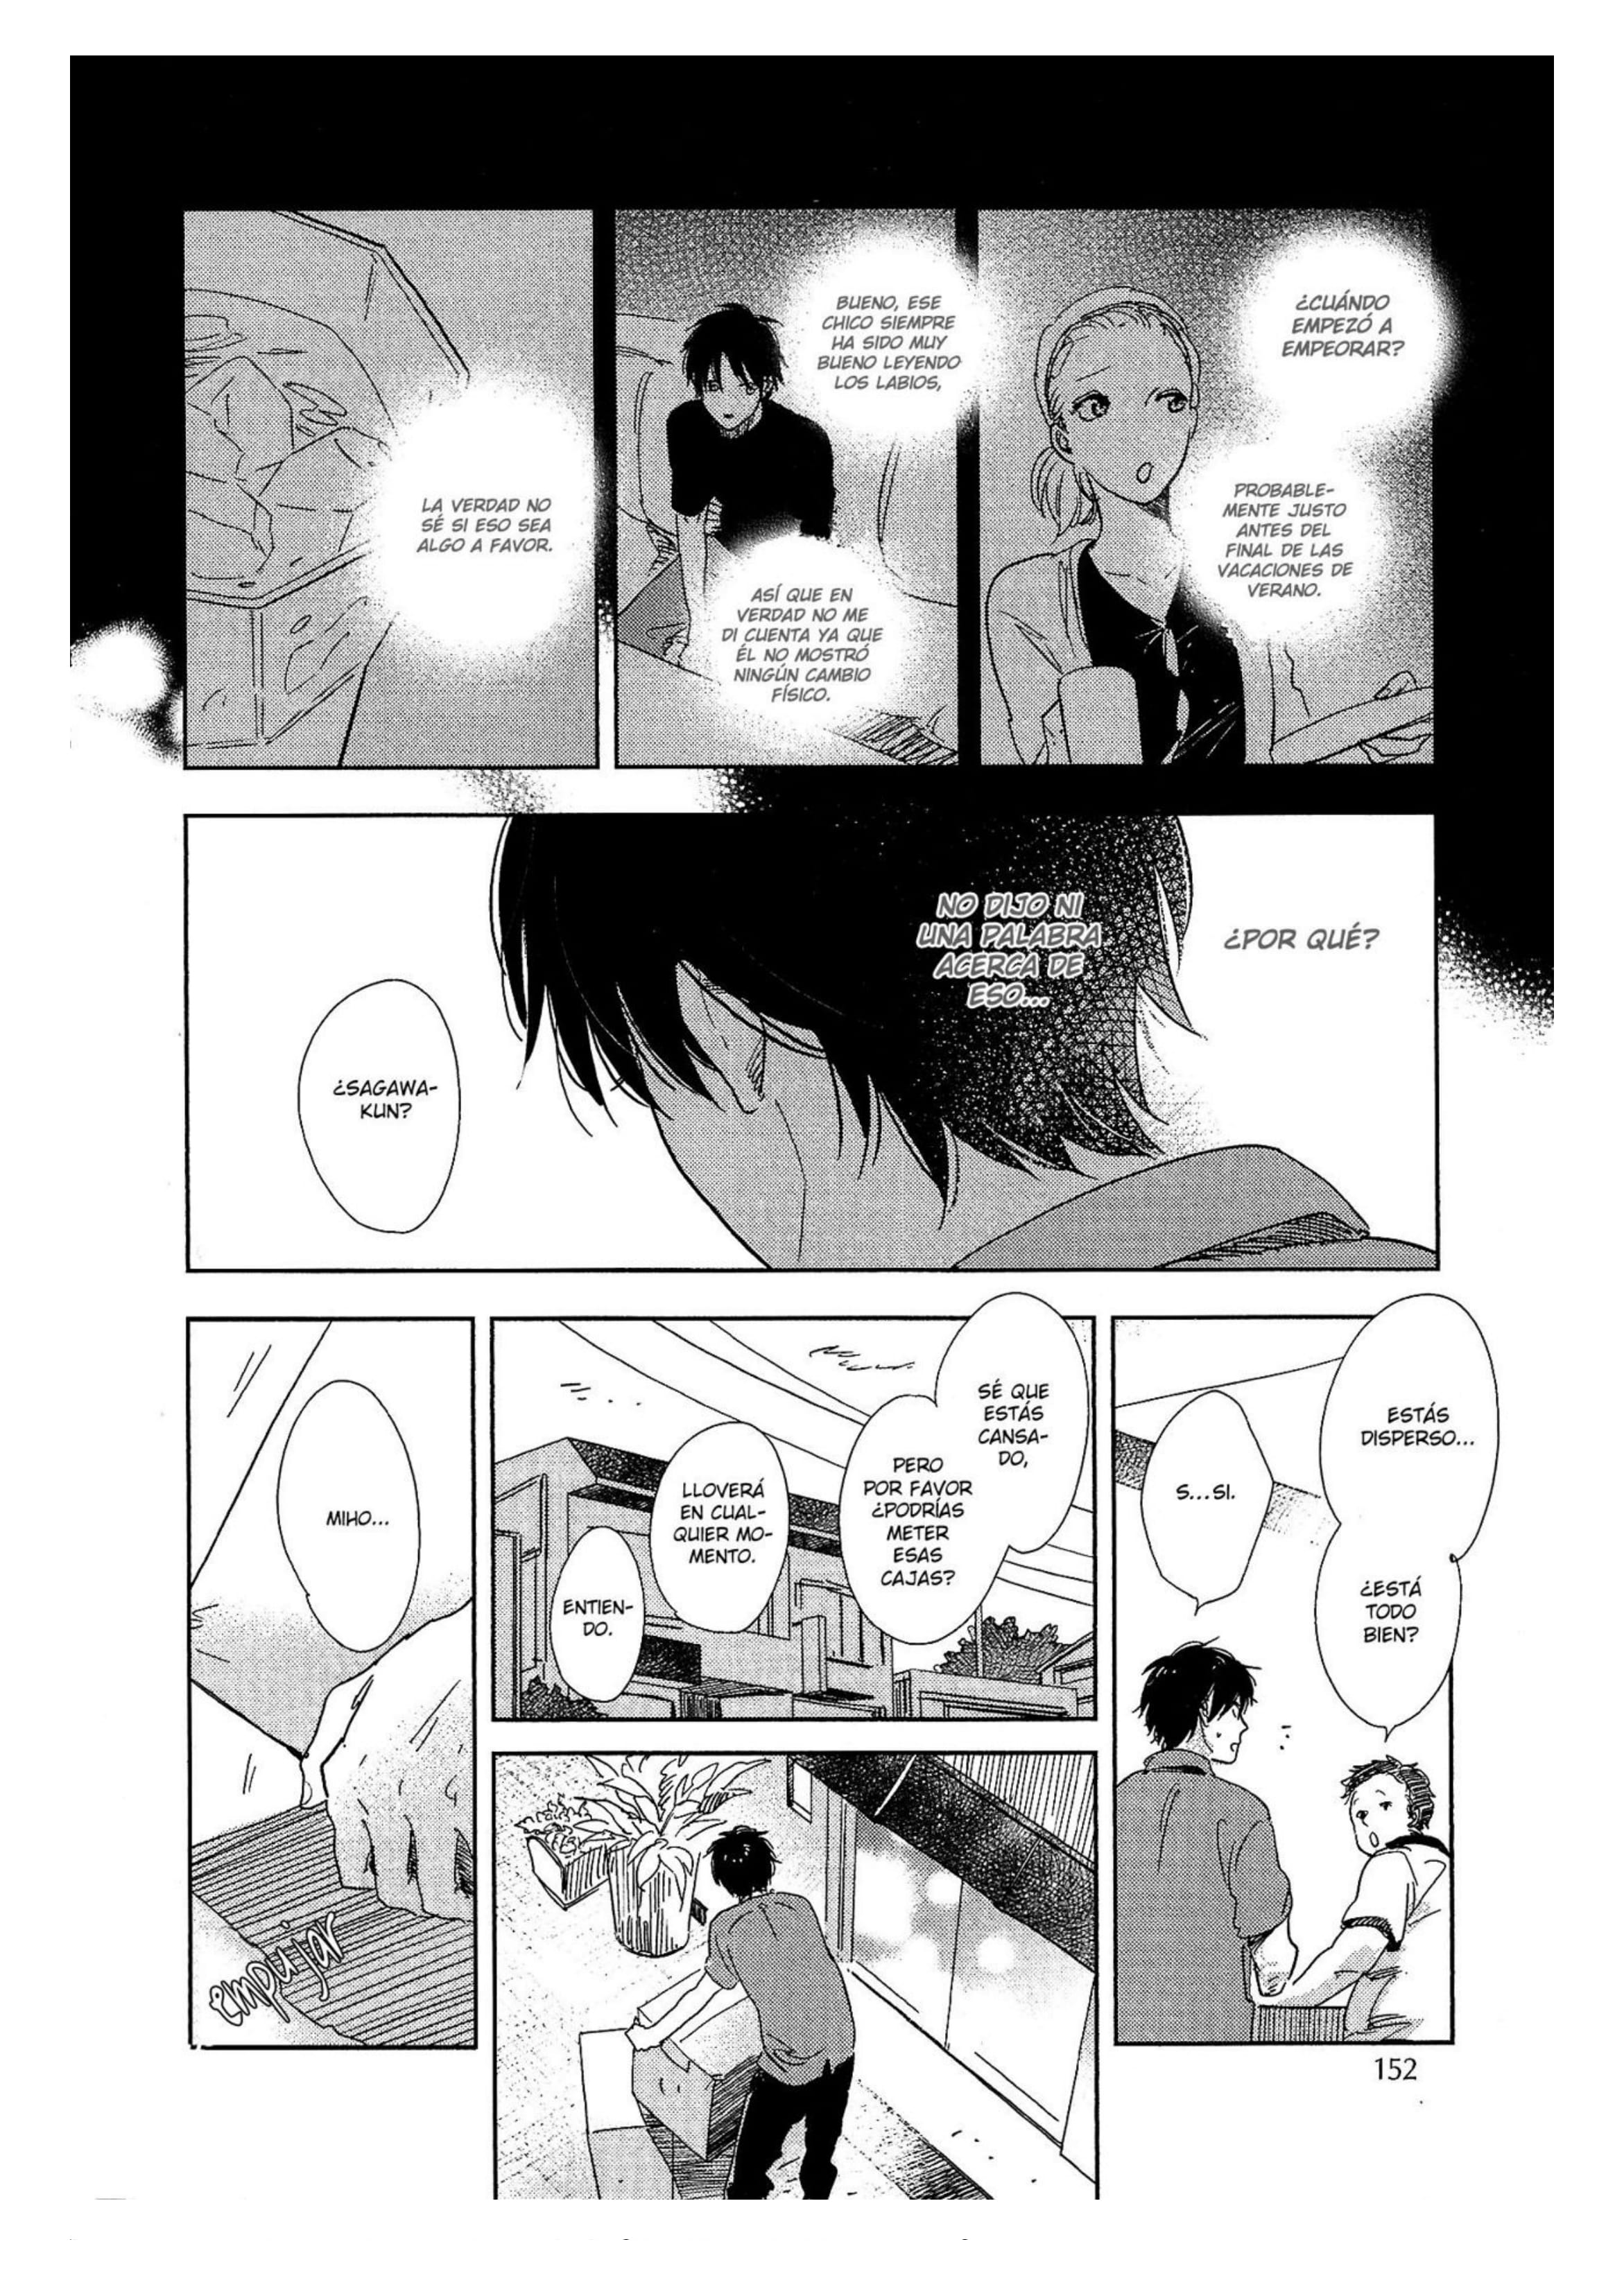 ¿CUÁNDO
EMPEZÓ A
EMPEORAR?
PROBABLE-
MENTE JUSTO
ANTES DEL
FINAL DE LAS
VACACIONES DE
VERANO.
BUENO, ESE
CHICO SIEMPRE
HA SIDO MUY
BUENO LEYENDO
LOS LABIOS,
ASÍ QUE EN
VERDAD NO ME
DI CUENTA YA QUE
ÉL NO MOSTRÓ
NINGÚN CAMBIO
FÍSICO.
LA VERDAD NO
SÉ SI ESO SEA
ALGO A FAVOR.
¿POR QUÉ?
NO DIJO NI
UNA PALABRA
ACERCA DE
ESO...
¿SAGAWA-
KUN?
ESTÁS
DISPERSO...
¿ESTÁ
TODO
BIEN?
S...SI.
SÉ QUE
ESTÁS
CANSA-
DO,
PERO
POR FAVOR
¿PODRÍAS
METER
ESAS
CAJAS?
LLOVERÁ
EN CUAL-
QUIER MO-
MENTO.
ENTIEN-
DO.
MIHO...
empujar
152